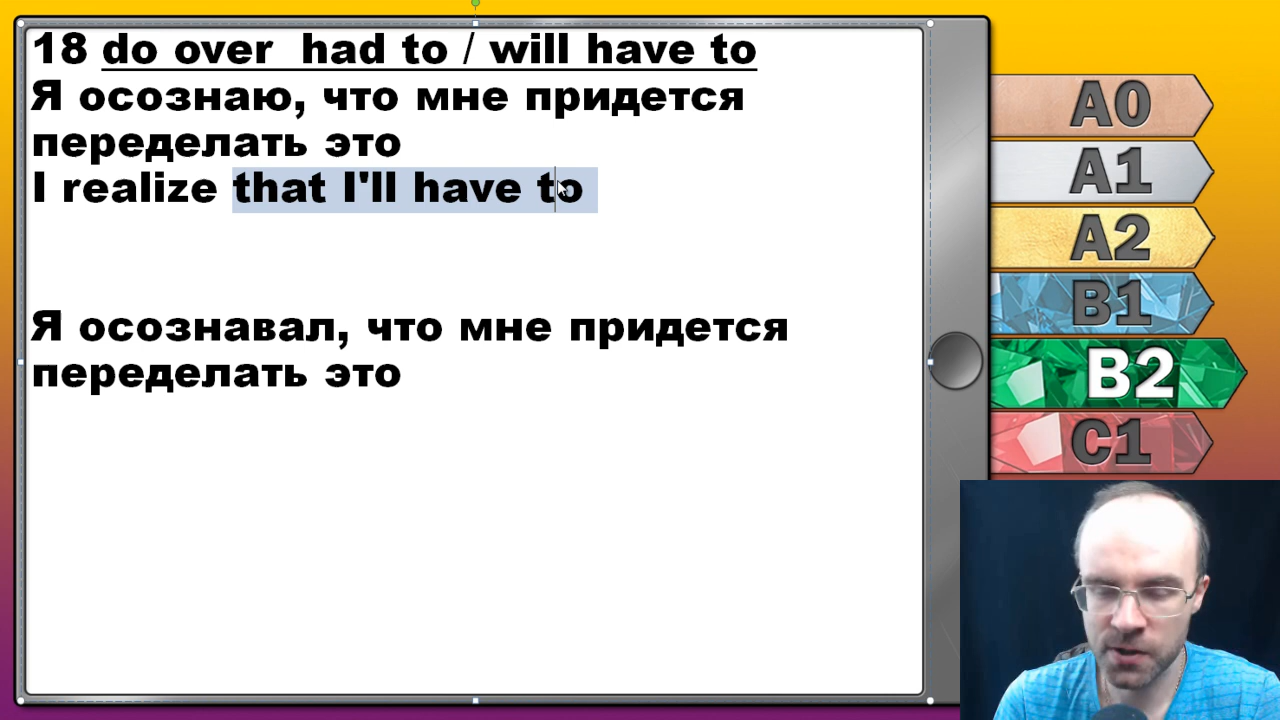 18 do over  had to / will have to
Я осознаю, что мне придется
переделать это
I realize that I'll have to
Я осознавал, что мне придется
переделать это
A0
A1
A2
B1
B2
C1